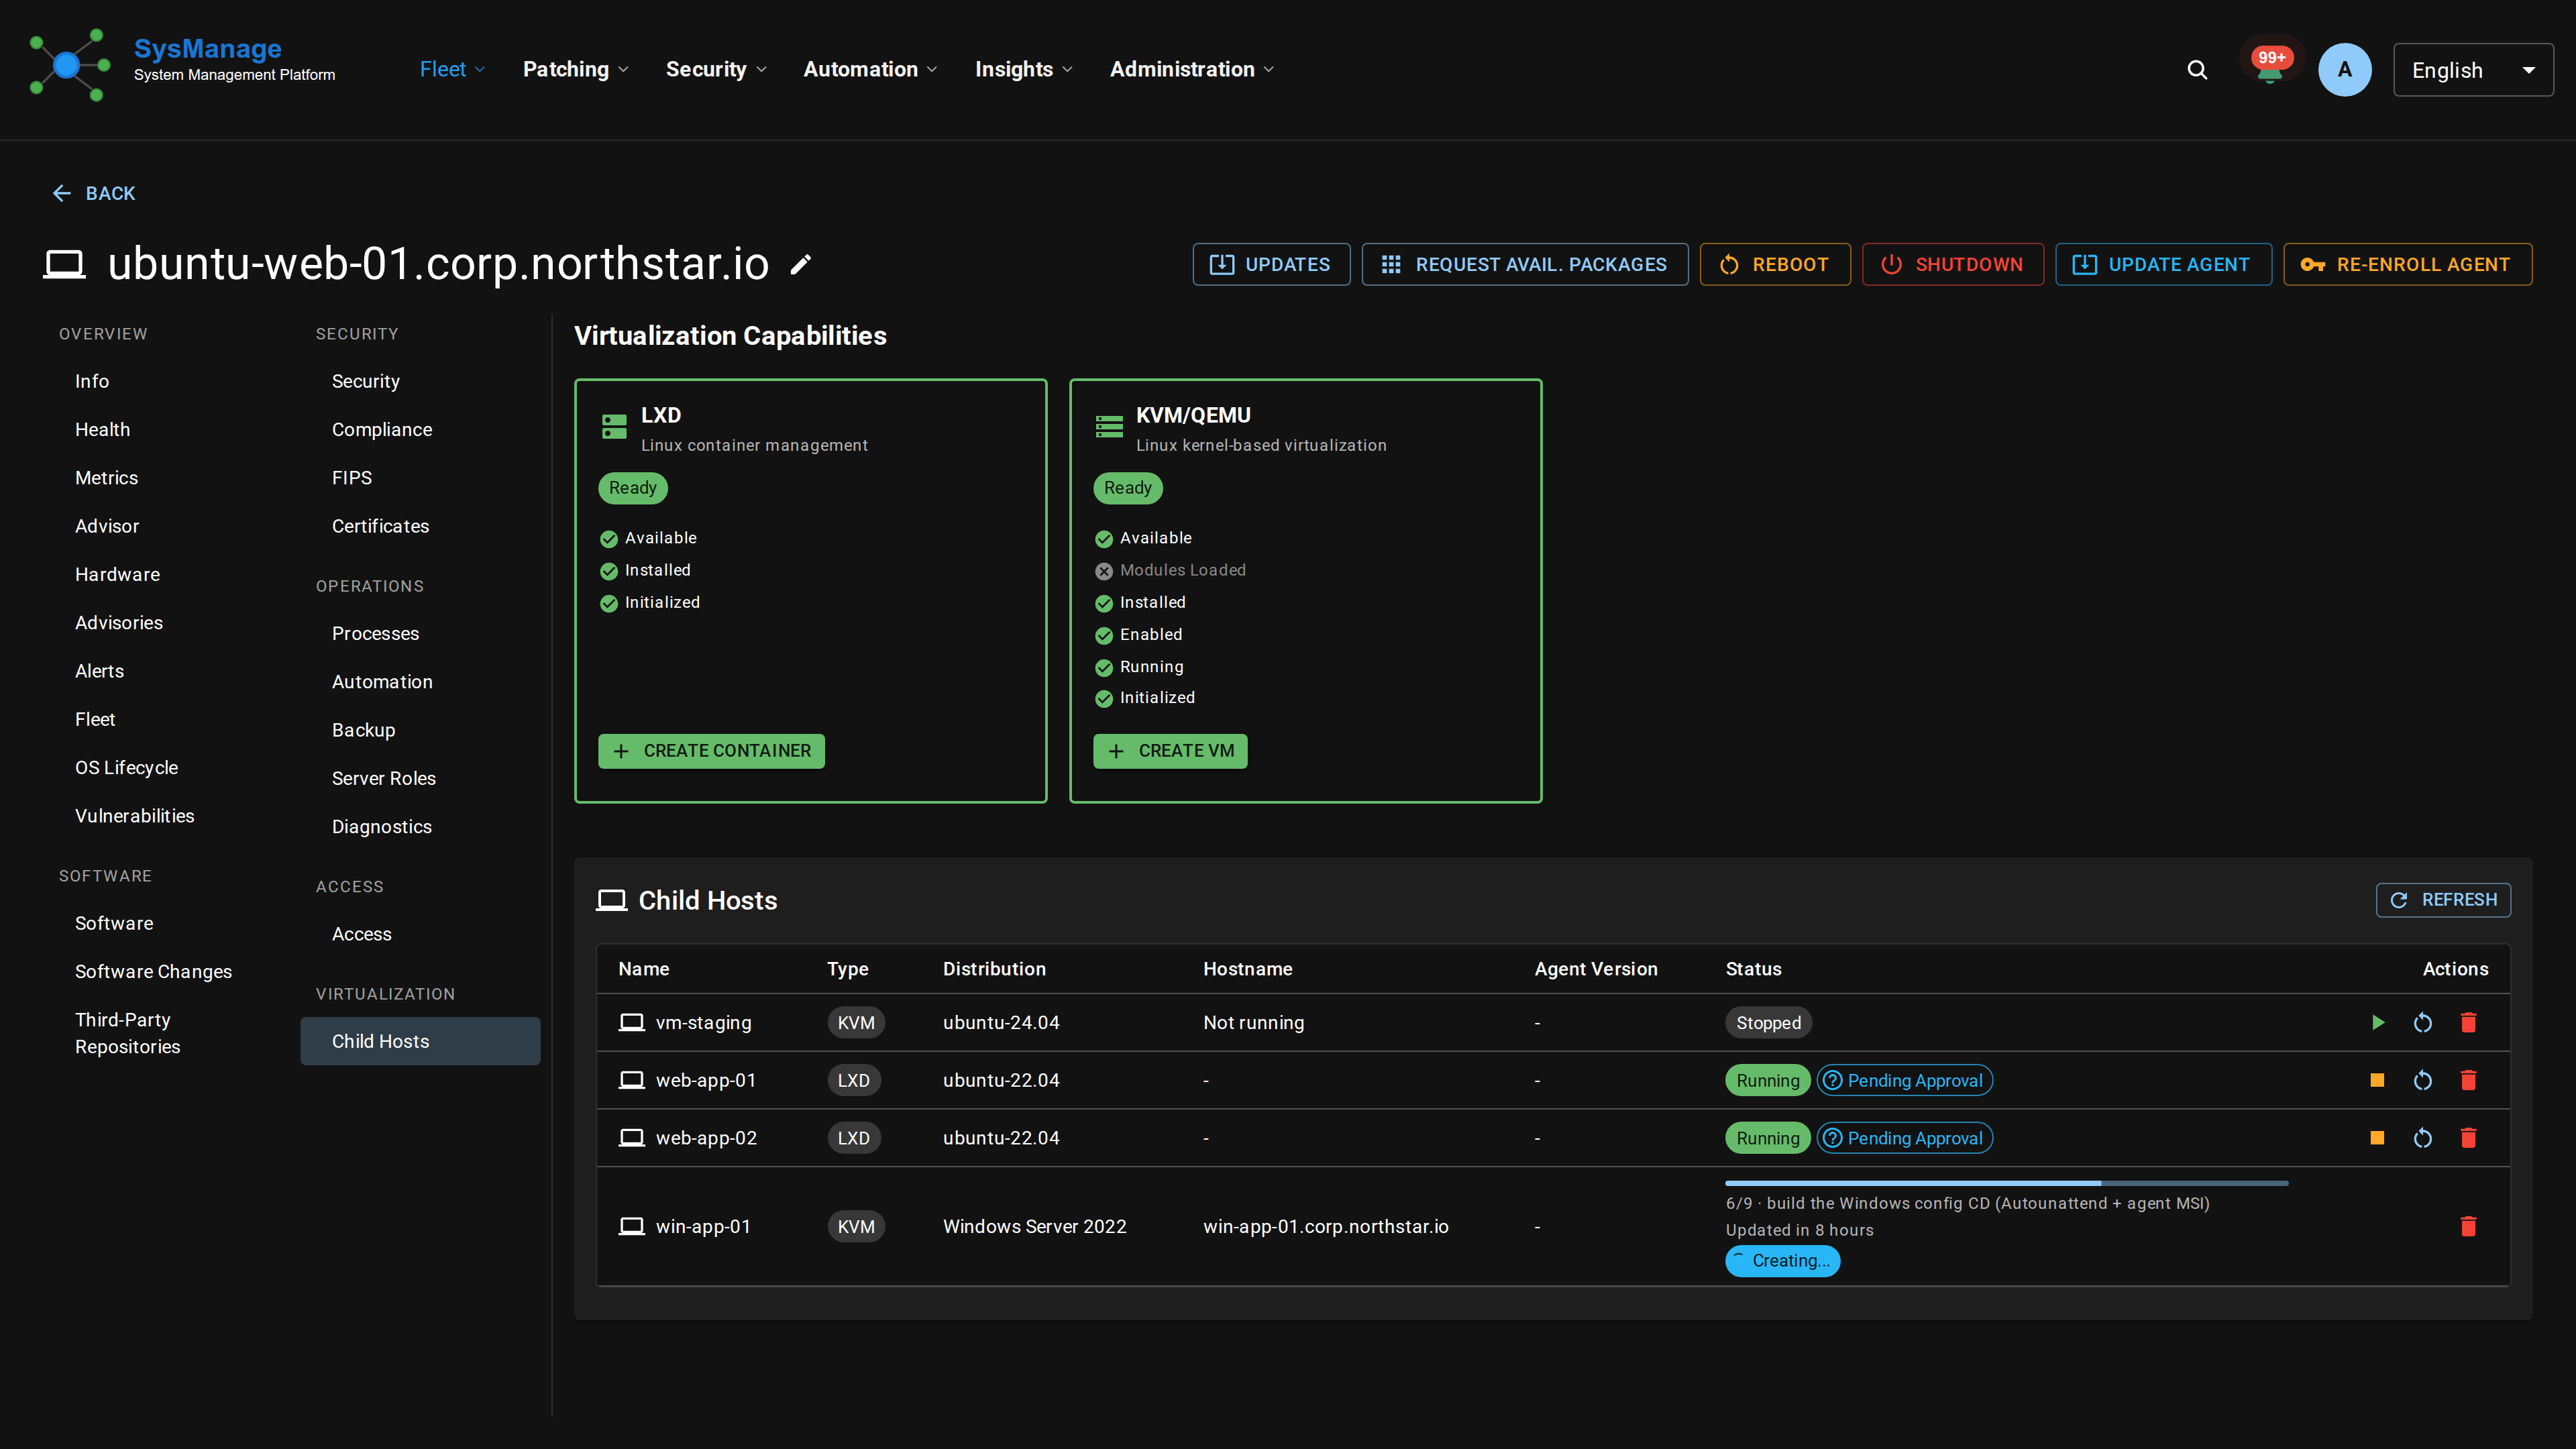 SysManage
System Management Platform
Fleet
Patching
Security
Automation
Insights
Administration
99+
A
English
BACK
ubuntu-web-01.corp.northstar.io
UPDATES
REQUEST AVAIL. PACKAGES
REBOOT
SHUTDOWN
UPDATE AGENT
RE-ENROLL AGENT
OVERVIEW
Info
Health
Metrics
Advisor
Hardware
Advisories
Alerts
Fleet
OS Lifecycle
Vulnerabilities
SOFTWARE
Software
Software Changes
Third-Party
Repositories
SECURITY
Security
Compliance
FIPS
Certificates
OPERATIONS
Processes
Automation
Backup
Server Roles
Diagnostics
ACCESS
Access
VIRTUALIZATION
Child Hosts
Virtualization Capabilities
LXD
Linux container management
Ready
Available
Installed
Initialized
CREATE CONTAINER
KVM/QEMU
Linux kernel-based virtualization
Ready
Available
Modules Loaded
Installed
Enabled
Running
Initialized
CREATE VM
Child Hosts
REFRESH
Name Type Distribution Hostname Agent Version Status Actions
vm-staging KVM ubuntu-24.04 Not running - Stopped
web-app-01 LXD ubuntu-22.04 - - Running Pending Approval
web-app-02 LXD ubuntu-22.04 - - Running Pending Approval
win-app-01 KVM Windows Server 2022 win-app-01.corp.northstar.io -
6/9 · build the Windows config CD (Autounattend + agent MSI)
Updated in 8 hours
Creating...